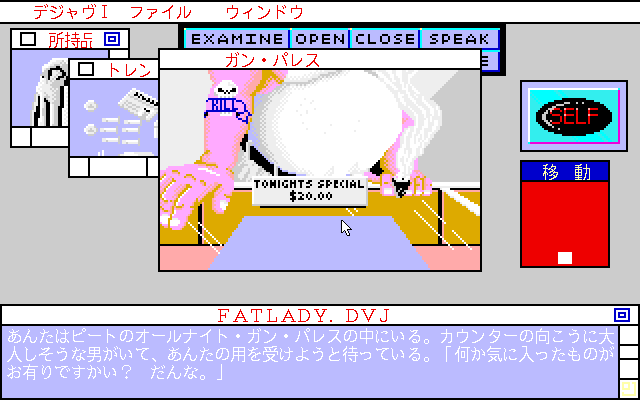 デジャヴⅠ ファイル ウィンドウ
所持品
EXAMINE OPEN CLOSE SPEAK
トレン
ガン・パレス
KILL
TONIGHTS SPECIAL
$20.00
SELF
移 動
FATLADY. DVJ
あんたはピートのオールナイト・ガン・パレスの中にいる。カウンターの向こうに大
人しそうな男がいて、あんたの用を受けようと待っている。「何か気に入ったものが
お有りですかい？ だんな。」